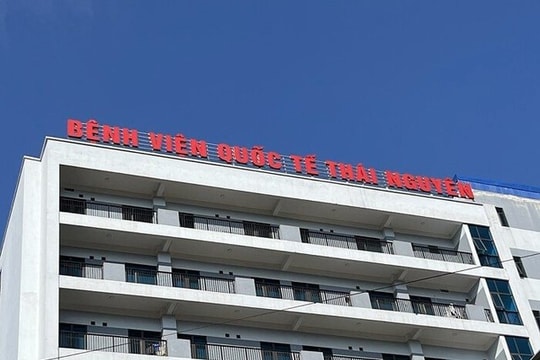 BỆNH VIỆN QUỐC TẾ THÁI NGUYÊN